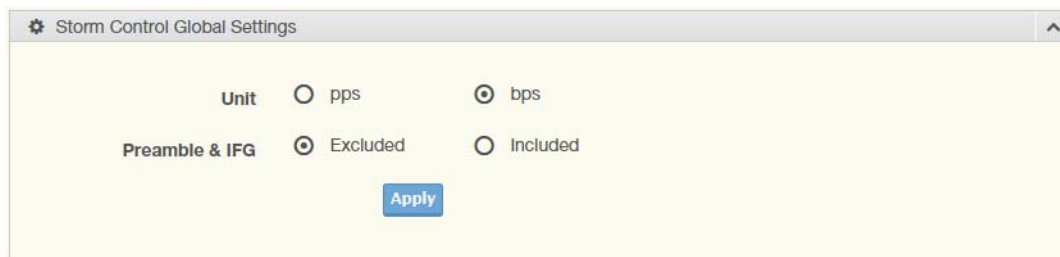 Storm Control Global Settings
Unit pps bps
Preamble & IFG Excluded Included
Apply